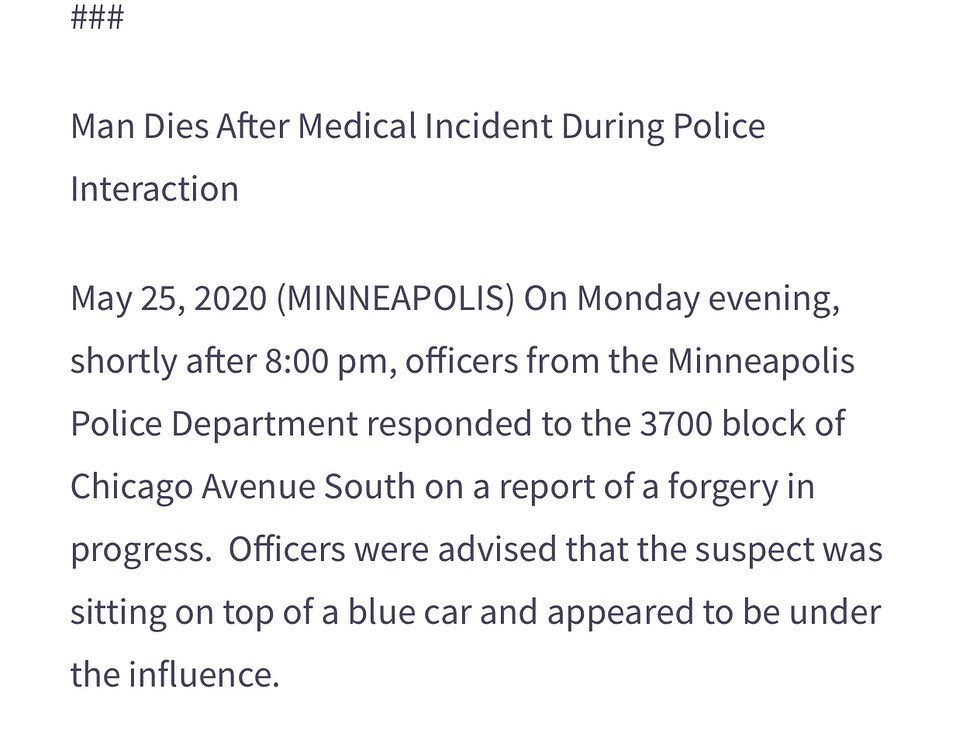 ###
Man Dies After Medical Incident During Police
Interaction
May 25, 2020 (MINNEAPOLIS) On Monday evening,
shortly after 8:00 pm, officers from the Minneapolis
Police Department responded to the 3700 block of
Chicago Avenue South on a report of a forgery in
progress.  Officers were advised that the suspect was
sitting on top of a blue car and appeared to be under
the influence.